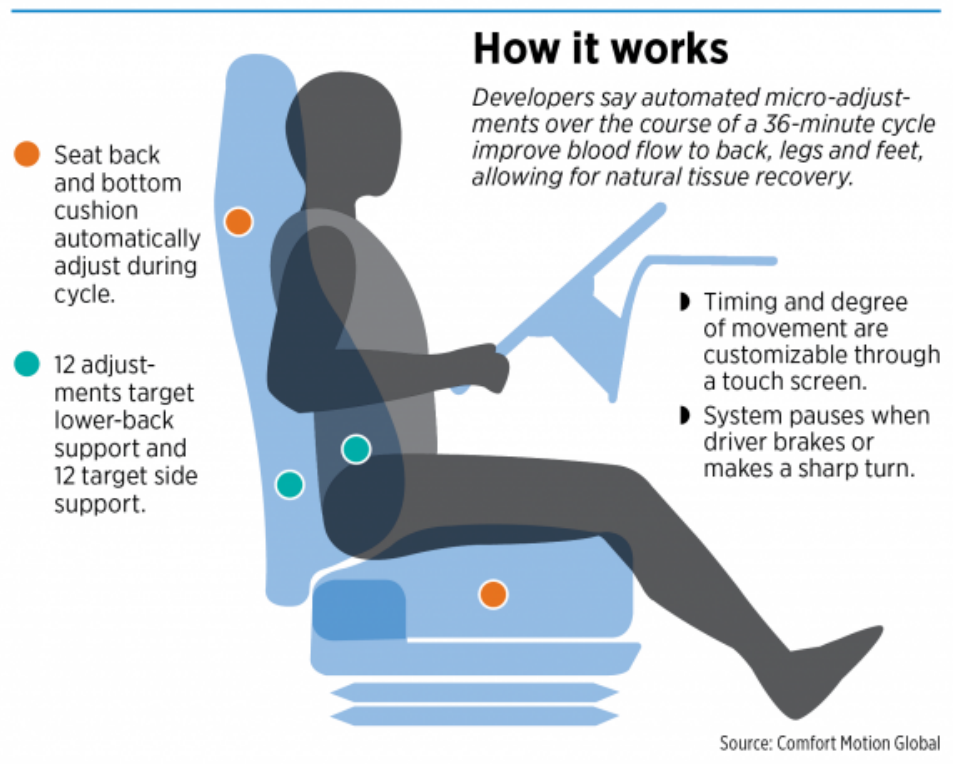 How it works
Developers say automated micro-adjust-
ments over the course of a 36-minute cycle
improve blood flow to back, legs and feet,
allowing for natural tissue recovery.
Seat back
and bottom
cushion
automatically
adjust during
cycle.
12 adjust-
ments target
lower-back
support and
12 target side
support.
Timing and degree
of movement are
customizable through
a touch screen.
System pauses when
driver brakes or
makes a sharp turn.
Source: Comfort Motion Global